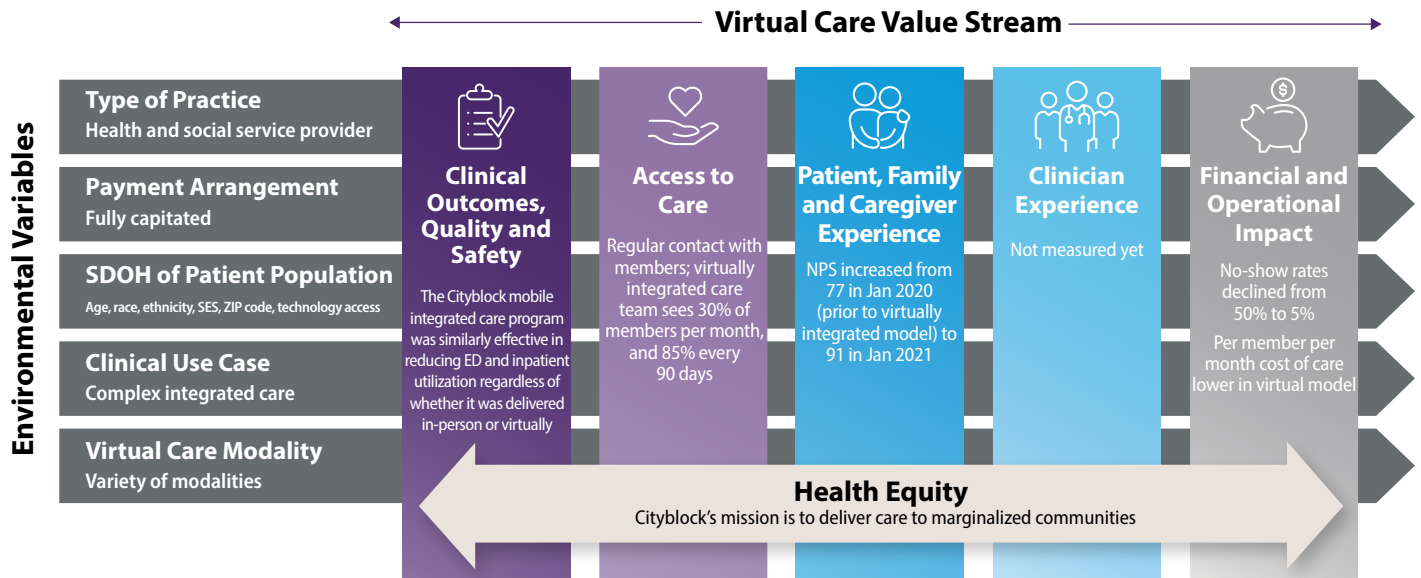 Virtual Care Value Stream
Environmental Variables
Type of Practice
Health and social service provider
Payment Arrangement
Fully capitated
SDOH of Patient Population
Age, race, ethnicity, SES, ZIP code, technology access
Clinical Use Case
Complex integrated care
Virtual Care Modality
Variety of modalities
Clinical
Outcomes,
Quality and
Safety
The Cityblock mobile
integrated care program
was similarly effective in
reducing ED and inpatient
utilization regardless of
whether it was delivered
in-person or virtually
Access to
Care
Regular contact with
members; virtually
integrated care
team sees 30% of
members per month,
and 85% every
90 days
Patient, Family
and Caregiver
Experience
NPS increased from
77 in Jan 2020
(prior to virtually
integrated model) to
91 in Jan 2021
Clinician
Experience
Not measured yet
$
Financial and
Operational
Impact
No-show rates
declined from
50% to 5%
Per member per
month cost of care
lower in virtual model
Health Equity
Cityblock's mission is to deliver care to marginalized communities